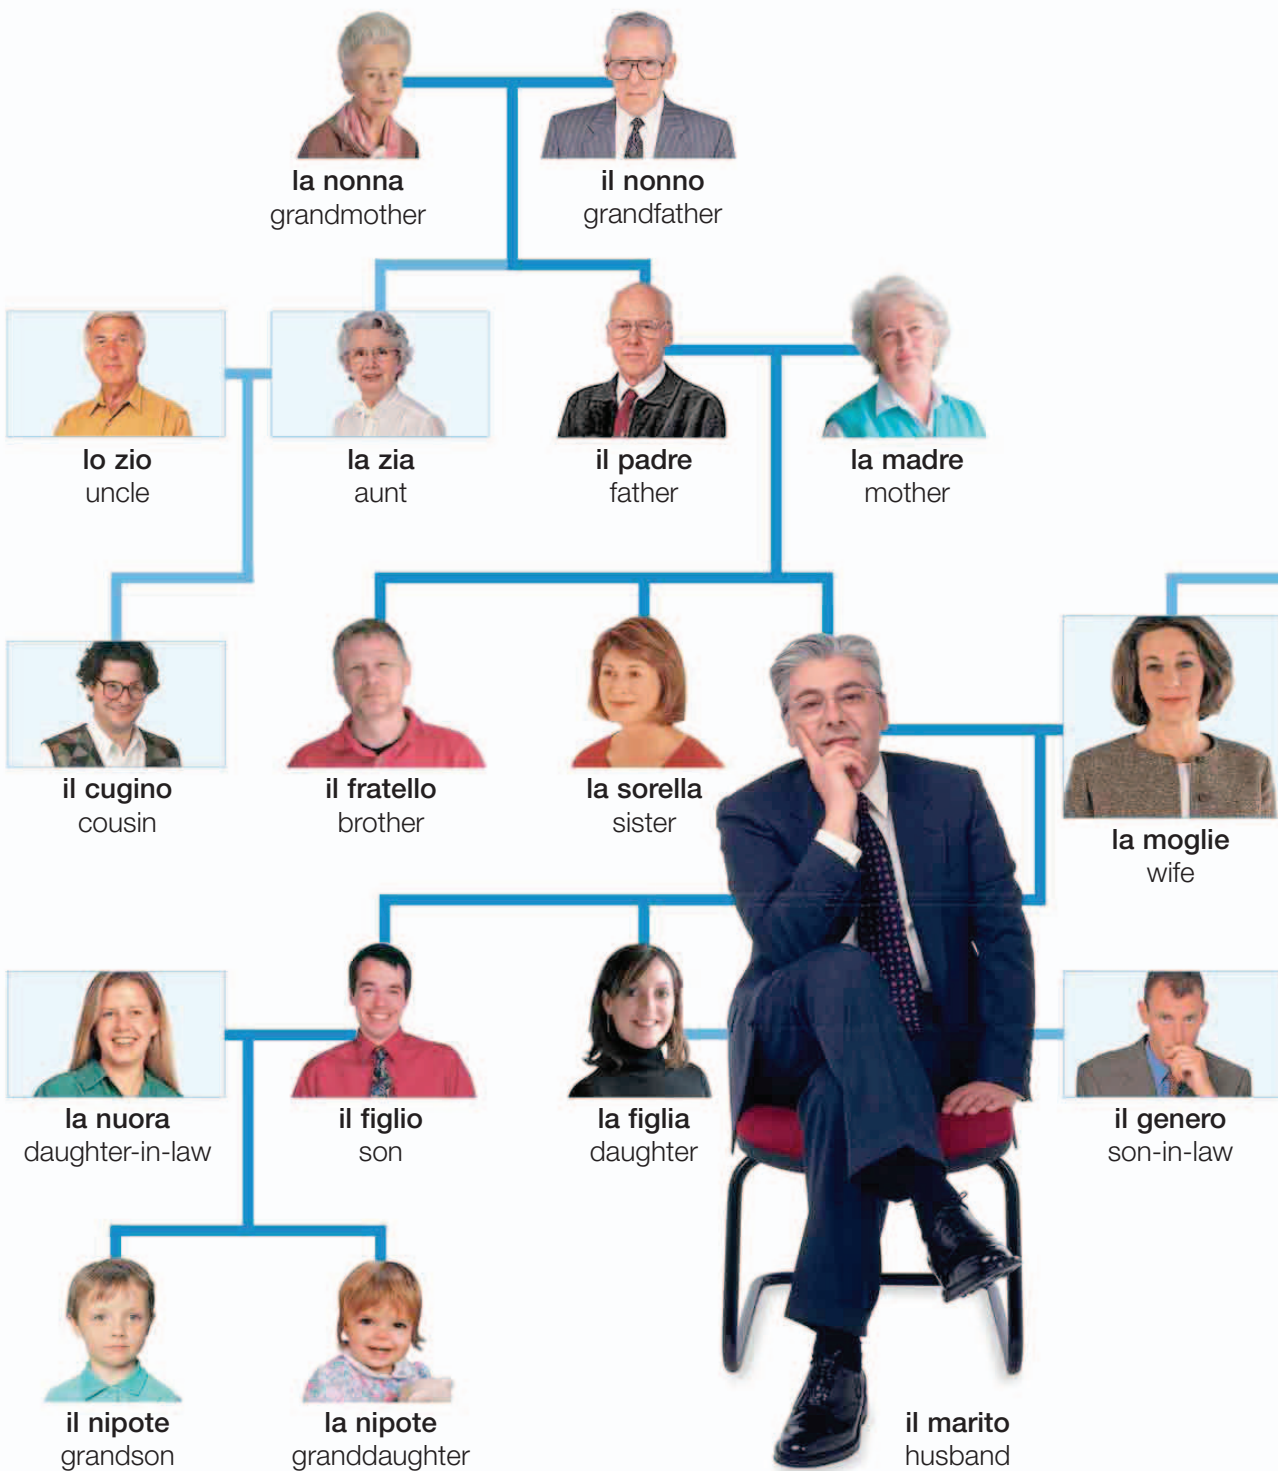 la nonna
grandmother
il nonno
grandfather
lo zio
uncle
la zia
aunt
il padre
father
la madre
mother
il cugino
cousin
il fratello
brother
la sorella
sister
la moglie
wife
la nuora
daughter-in-law
il figlio
son
la figlia
daughter
il genero
son-in-law
il nipote
grandson
la nipote
granddaughter
il marito
husband